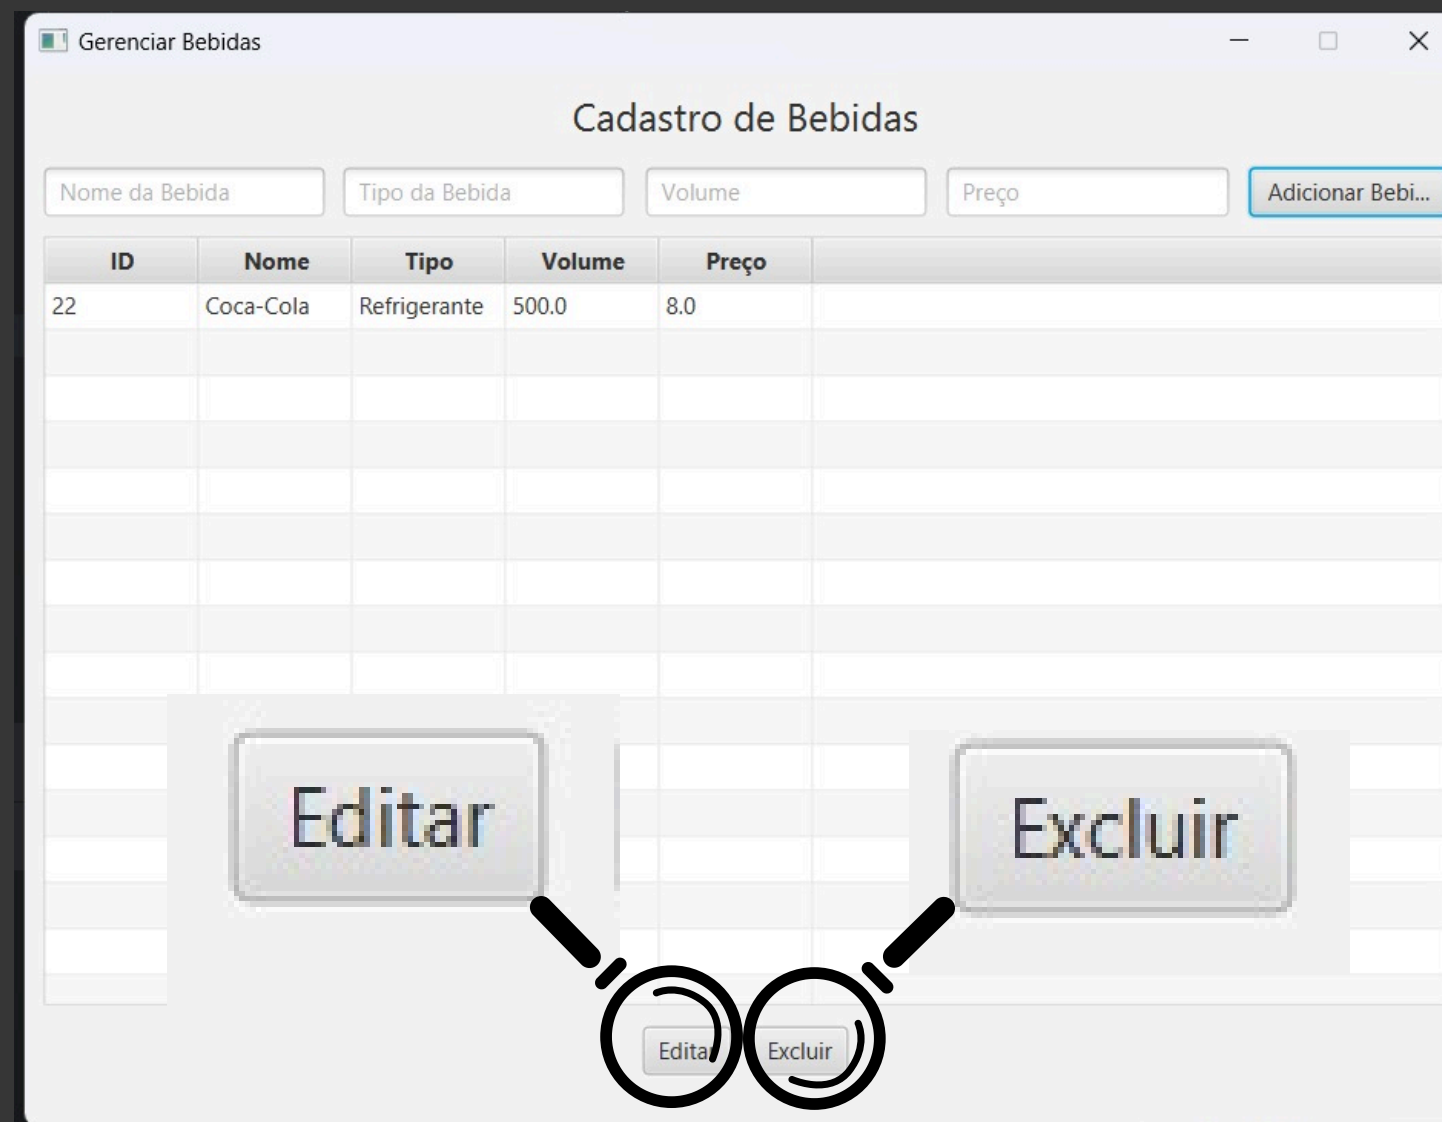 Gerenciar Bebidas
Cadastro de Bebidas
Nome da Bebida Tipo da Bebida Volume Preço Adicionar Bebi...
ID Nome Tipo Volume Preço
22 Coca-Cola Refrigerante 500.0 8.0
Editar Excluir
Editar Excluir